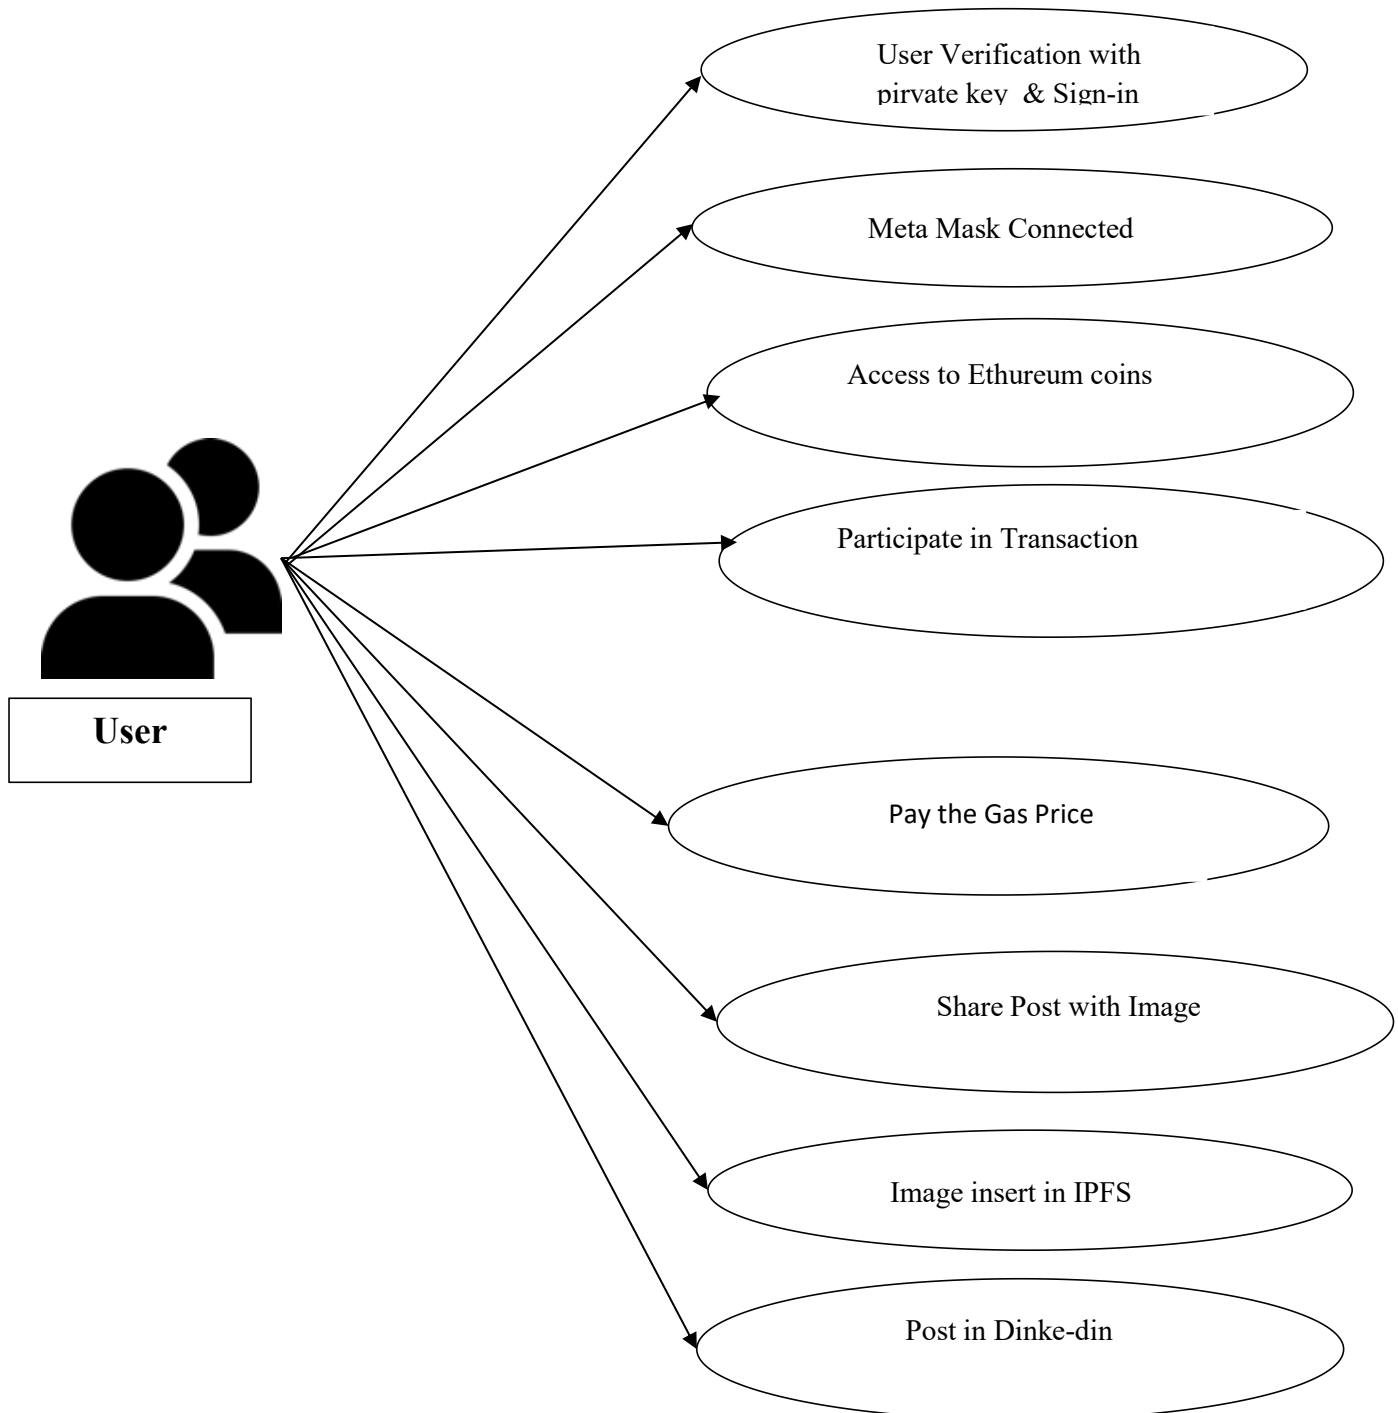 User Verification with
pirvate key & Sign-in
Meta Mask Connected
Access to Ethureum coins
Participate in Transaction
User
Pay the Gas Price
Share Post with Image
Image insert in IPFS
Post in Dinke-din